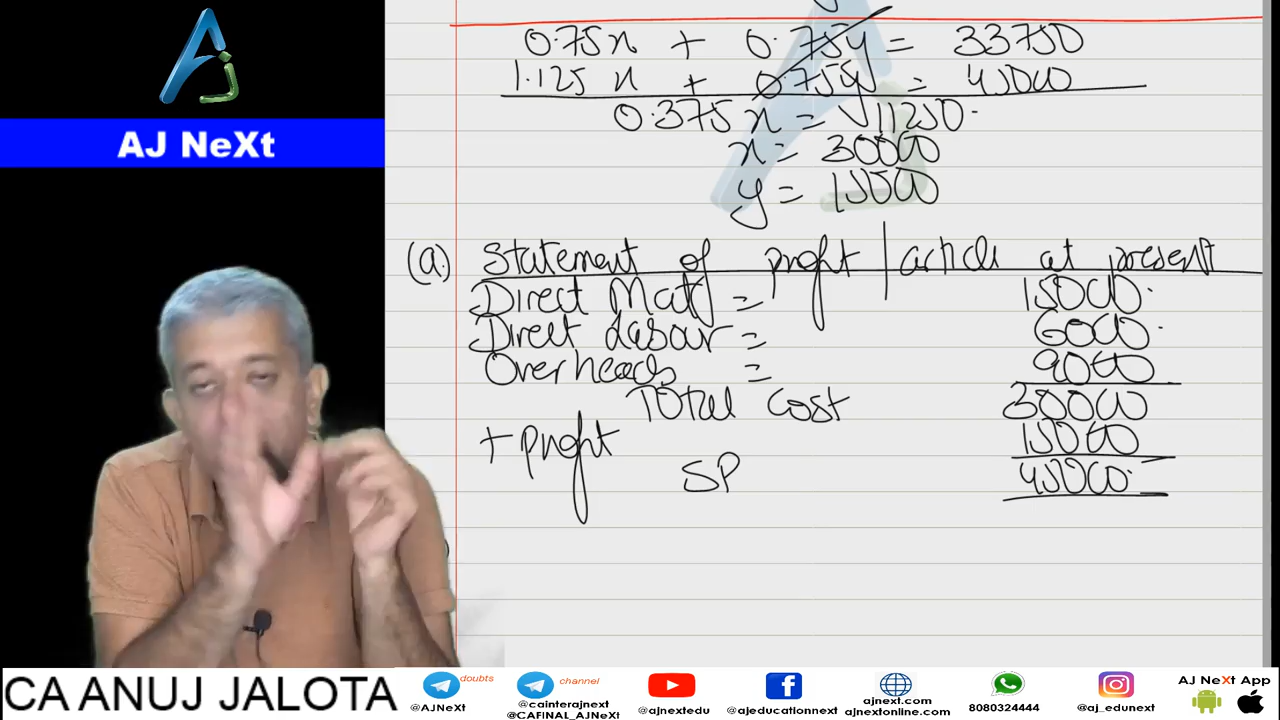 AJ NeXt
0.75x + 0.75y = 33750
1.125x + 0.75y = 45000
0.375x = 11250.
x = 30000
y = 15000
(a.) Statement of profit | article at present
Direct Mat = 15000.
Direct Labour = 6000.
Overheads = 9000
Total Cost 30000
+ profit 15000
SP 45000.
CA ANUJ JALOTA
doubts
@AJNeXt
channel
@cainterajnext
@CAFINAL_AJNeXt
@ajnextedu
@ajeducationnext
ajnext.com
ajnextonline.com
8080324444
@aj_edunext
AJ NeXt App